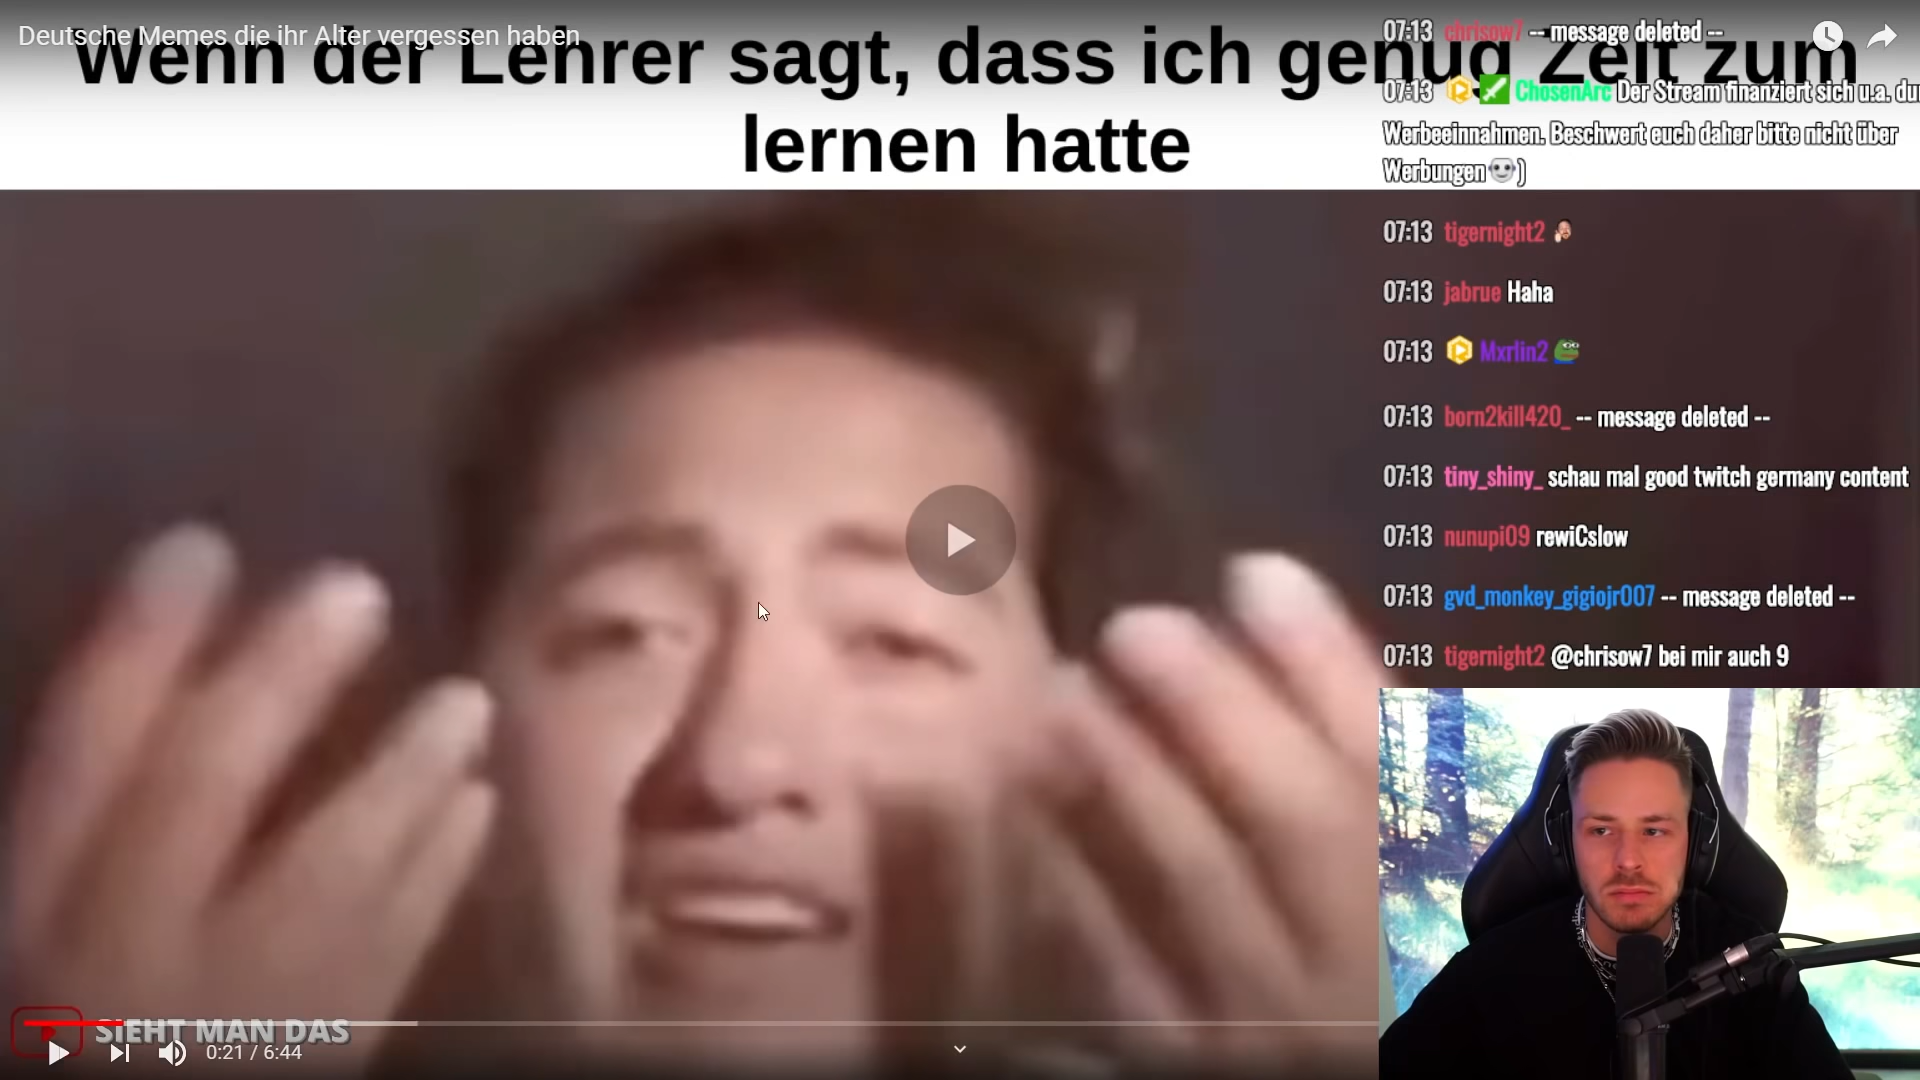 Deutsche Memes die ihr Alter vergessen haben
Wenn der Lehrer sagt, dass ich genug Zeit zum
lernen hatte
07:13 chrisow7 -- message deleted --
07:13 ChosenArc Der Stream finanziert sich u.a. du
Werbeeinnahmen. Beschwert euch daher bitte nicht über
Werbungen )
07:13 tigernight2
07:13 jabrue Haha
07:13 Mxrlin2
07:13 born2kill420_ -- message deleted --
07:13 tiny_shiny_ schau mal good twitch germany content
07:13 nunupi09 rewiCslow
07:13 gvd_monkey_gigiojr007 -- message deleted --
07:13 tigernight2 @chrisow7 bei mir auch 9
SIEHT MAN DAS
0:21 / 6:44